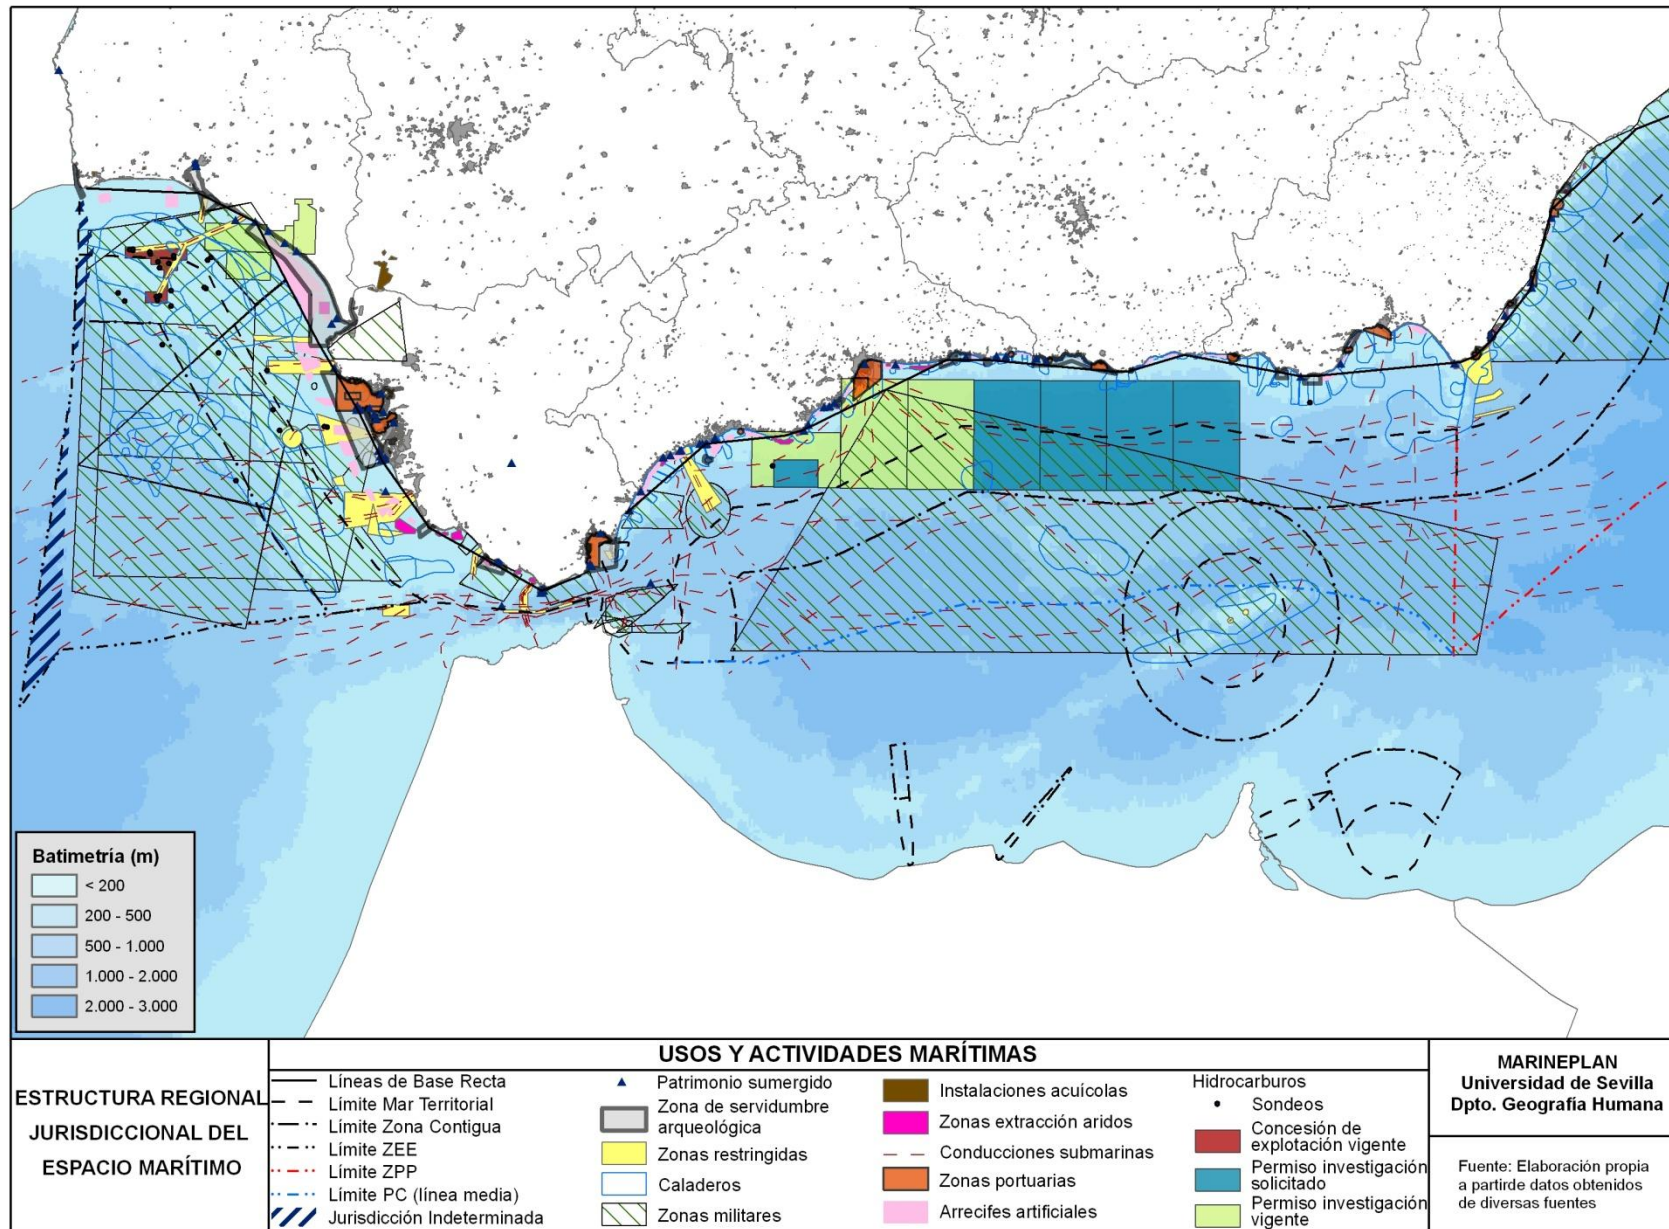 Batimetría (m)
< 200
200 - 500
500 - 1.000
1.000 - 2.000
2.000 - 3.000
ESTRUCTURA REGIONAL
JURISDICCIONAL DEL
ESPACIO MARÍTIMO
USOS Y ACTIVIDADES MARÍTIMAS
Líneas de Base Recta
Límite Mar Territorial
Límite Zona Contigua
Límite ZEE
Límite ZPP
Límite PC (línea media)
Jurisdicción Indeterminada
Patrimonio sumergido
Zona de servidumbre
arqueológica
Zonas restringidas
Caladeros
Zonas militares
Instalaciones acuícolas
Zonas extracción aridos
Conducciones submarinas
Zonas portuarias
Arrecifes artificiales
Hidrocarburos
Sondeos
Concesión de
explotación vigente
Permiso investigación
solicitado
Permiso investigación
vigente
MARINEPLAN
Universidad de Sevilla
Dpto. Geografía Humana
Fuente: Elaboración propia
a partirde datos obtenidos
de diversas fuentes